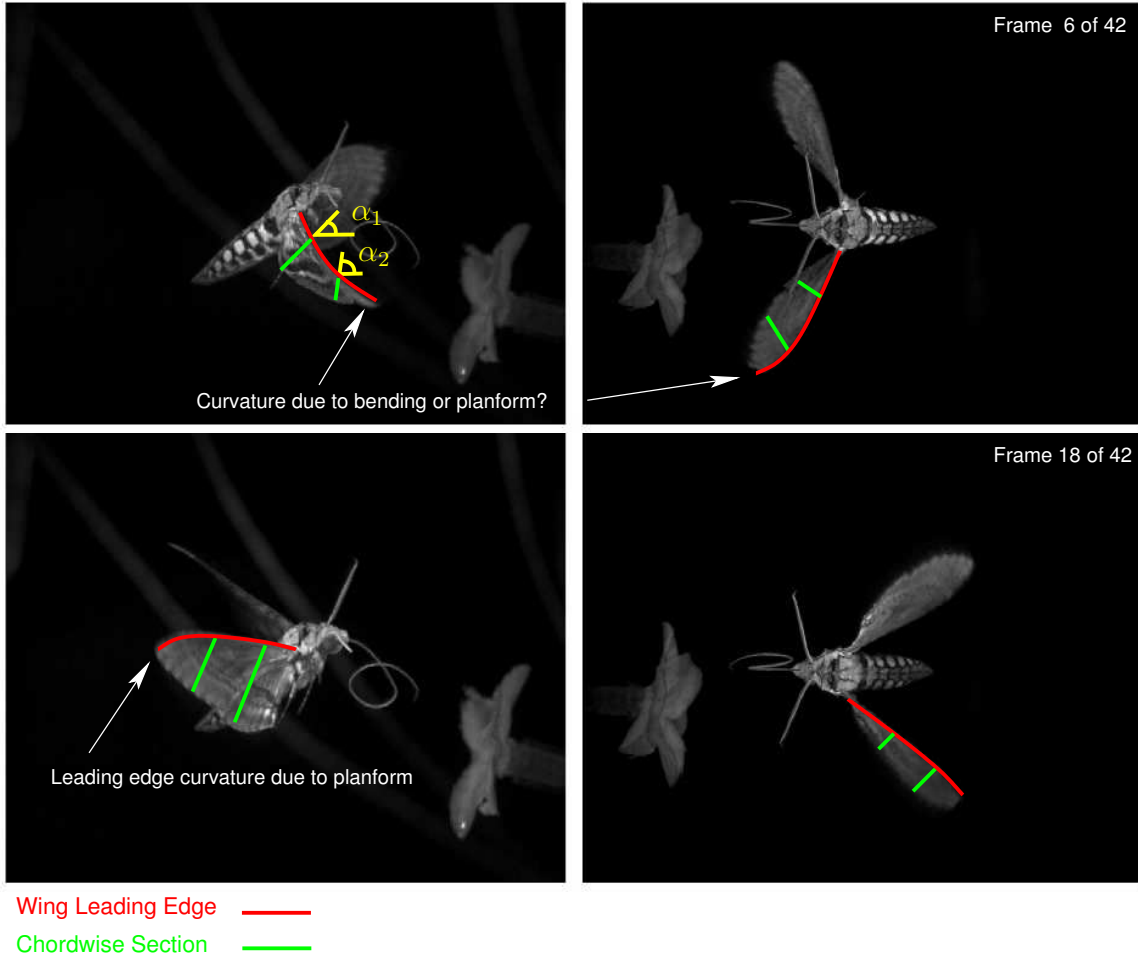 Frame 6 of 42
α₁
α₂
Curvature due to bending or planform?
Frame 18 of 42
Leading edge curvature due to planform
Wing Leading Edge
Chordwise Section